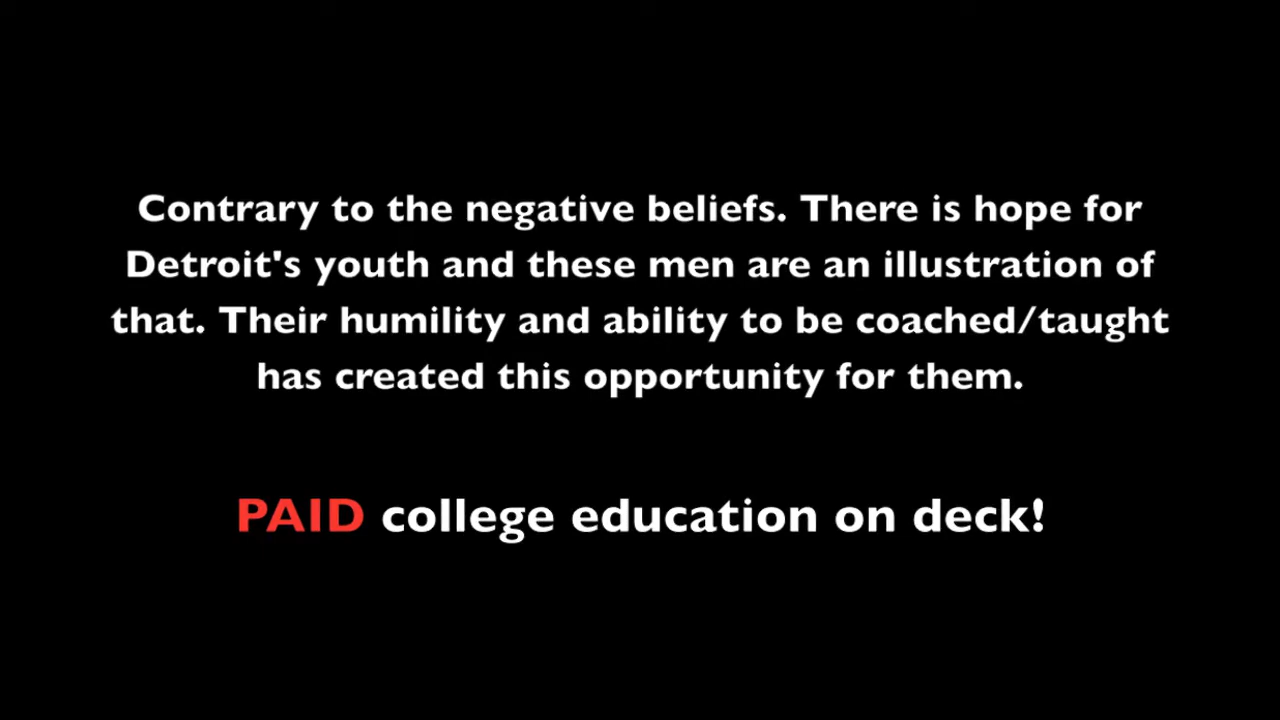 Contrary to the negative beliefs. There is hope for
Detroit's youth and these men are an illustration of
that. Their humility and ability to be coached/taught
has created this opportunity for them.
PAID college education on deck!